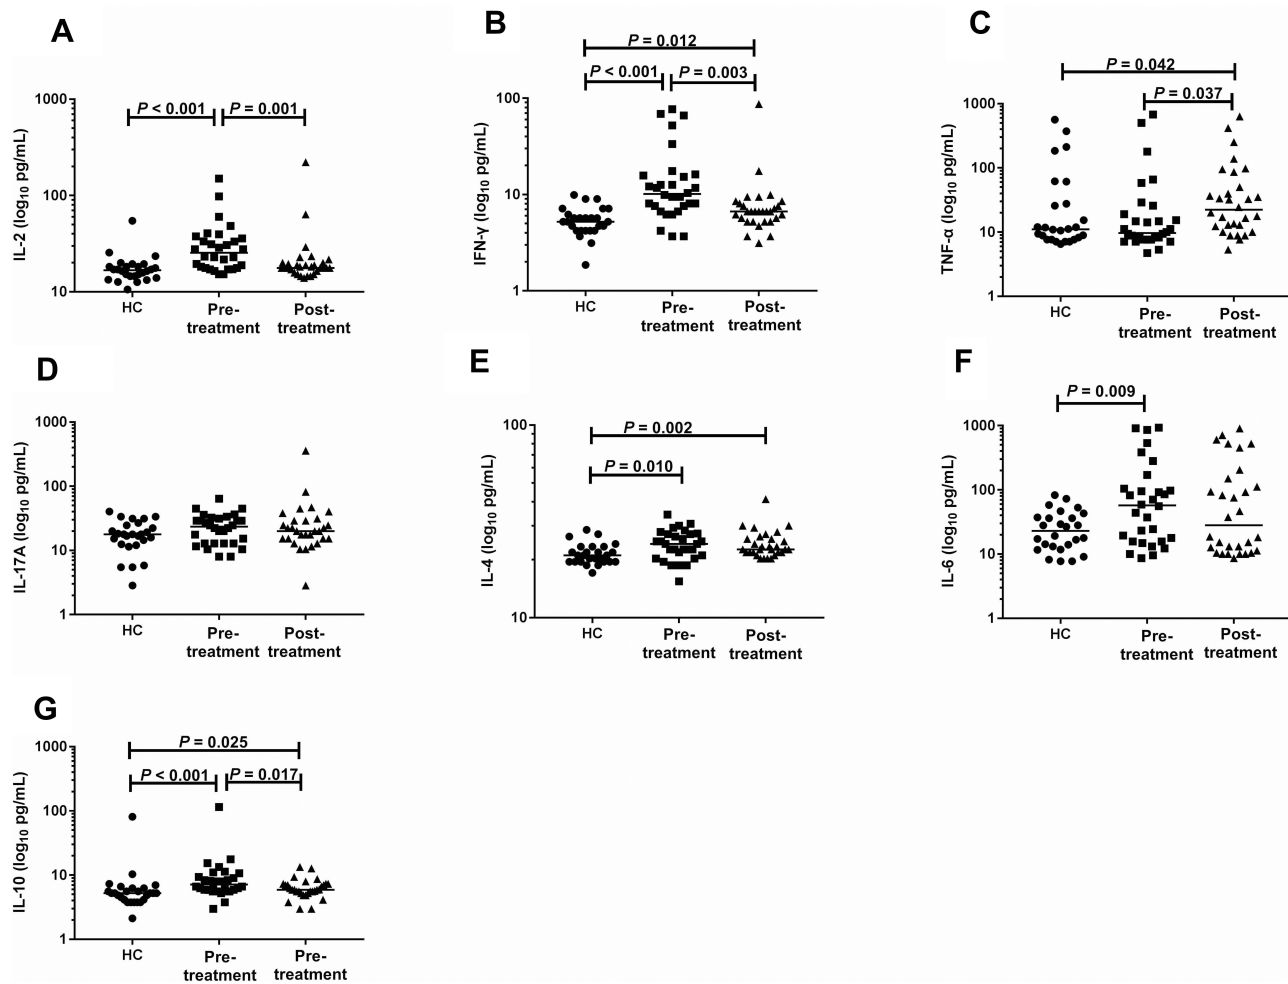 A
IL-2 (log10 pg/mL)
1000
100
10
P < 0.001
P = 0.001
HC
Pre-
treatment
Post-
treatment
B
IFN-γ (log10 pg/mL)
100
10
1
P = 0.012
P < 0.001
P = 0.003
HC
Pre-
treatment
Post-
treatment
C
TNF-α (log10 pg/mL)
1000
100
10
1
P = 0.042
P = 0.037
HC
Pre-
treatment
Post-
treatment
D
IL-17A (log10 pg/mL)
1000
100
10
1
HC
Pre-
treatment
Post-
treatment
E
IL-4 (log10 pg/mL)
100
10
P = 0.002
P = 0.010
HC
Pre-
treatment
Post-
treatment
F
IL-6 (log10 pg/mL)
1000
100
10
1
P = 0.009
HC
Pre-
treatment
Post-
treatment
G
IL-10 (log10 pg/mL)
1000
100
10
1
P = 0.025
P < 0.001
P = 0.017
HC
Pre-
treatment
Pre-
treatment